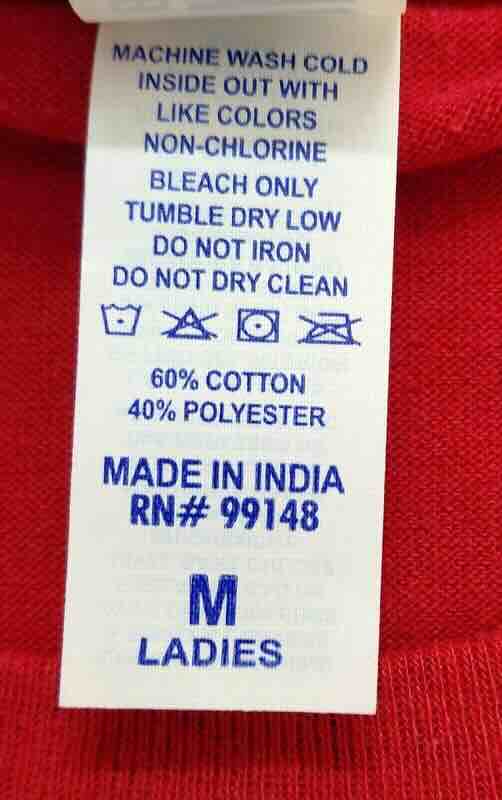 MACHINE WASH COLD
INSIDE OUT WITH
LIKE COLORS
NON-CHLORINE
BLEACH ONLY
TUMBLE DRY LOW
DO NOT IRON
DO NOT DRY CLEAN
60% COTTON
40% POLYESTER
MADE IN INDIA
RN# 99148
M
LADIES